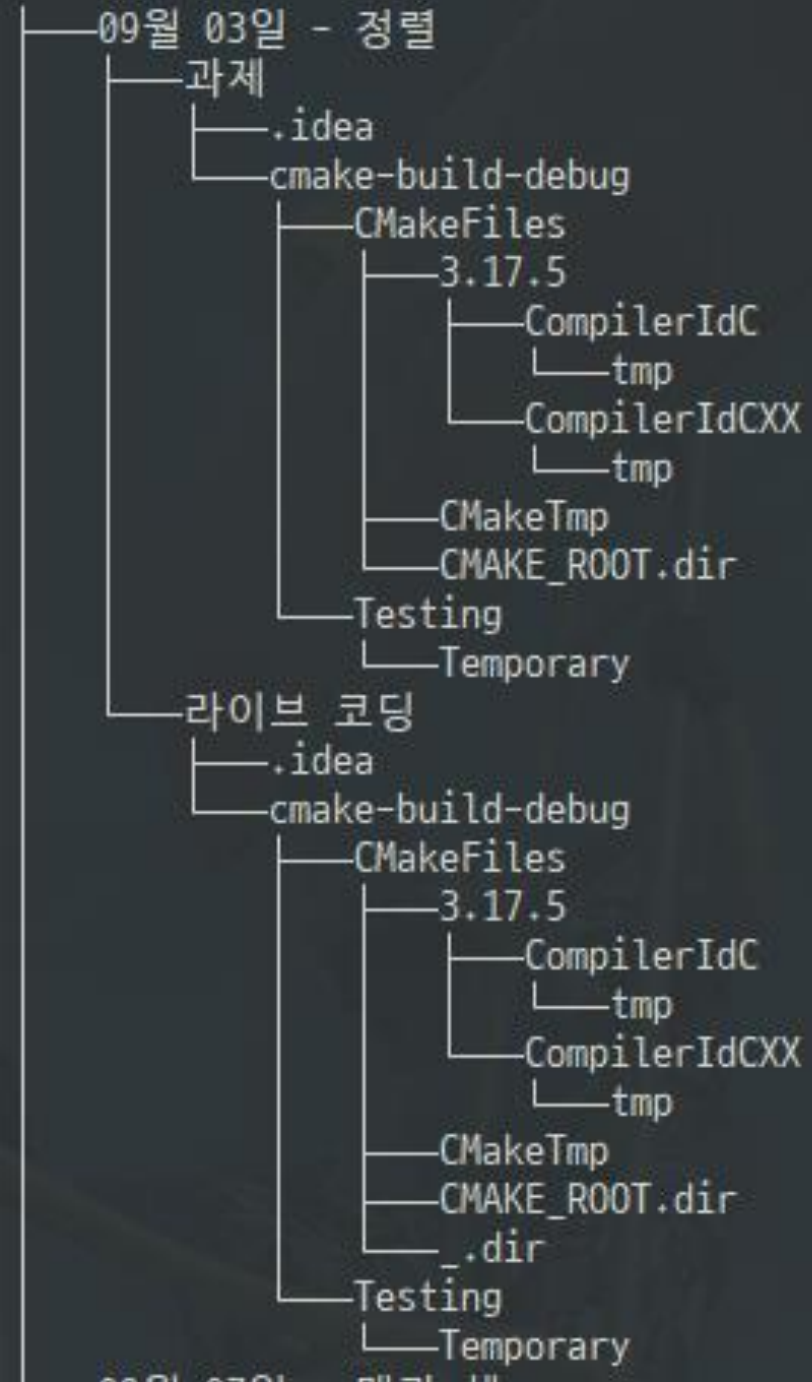 09월 03일 - 정렬
과제
.idea
cmake-build-debug
CMakeFiles
3.17.5
CompilerIdC
tmp
CompilerIdCXX
tmp
CMakeTmp
CMAKE_ROOT.dir
Testing
Temporary
라이브 코딩
.idea
cmake-build-debug
CMakeFiles
3.17.5
CompilerIdC
tmp
CompilerIdCXX
tmp
CMakeTmp
CMAKE_ROOT.dir
_.dir
Testing
Temporary